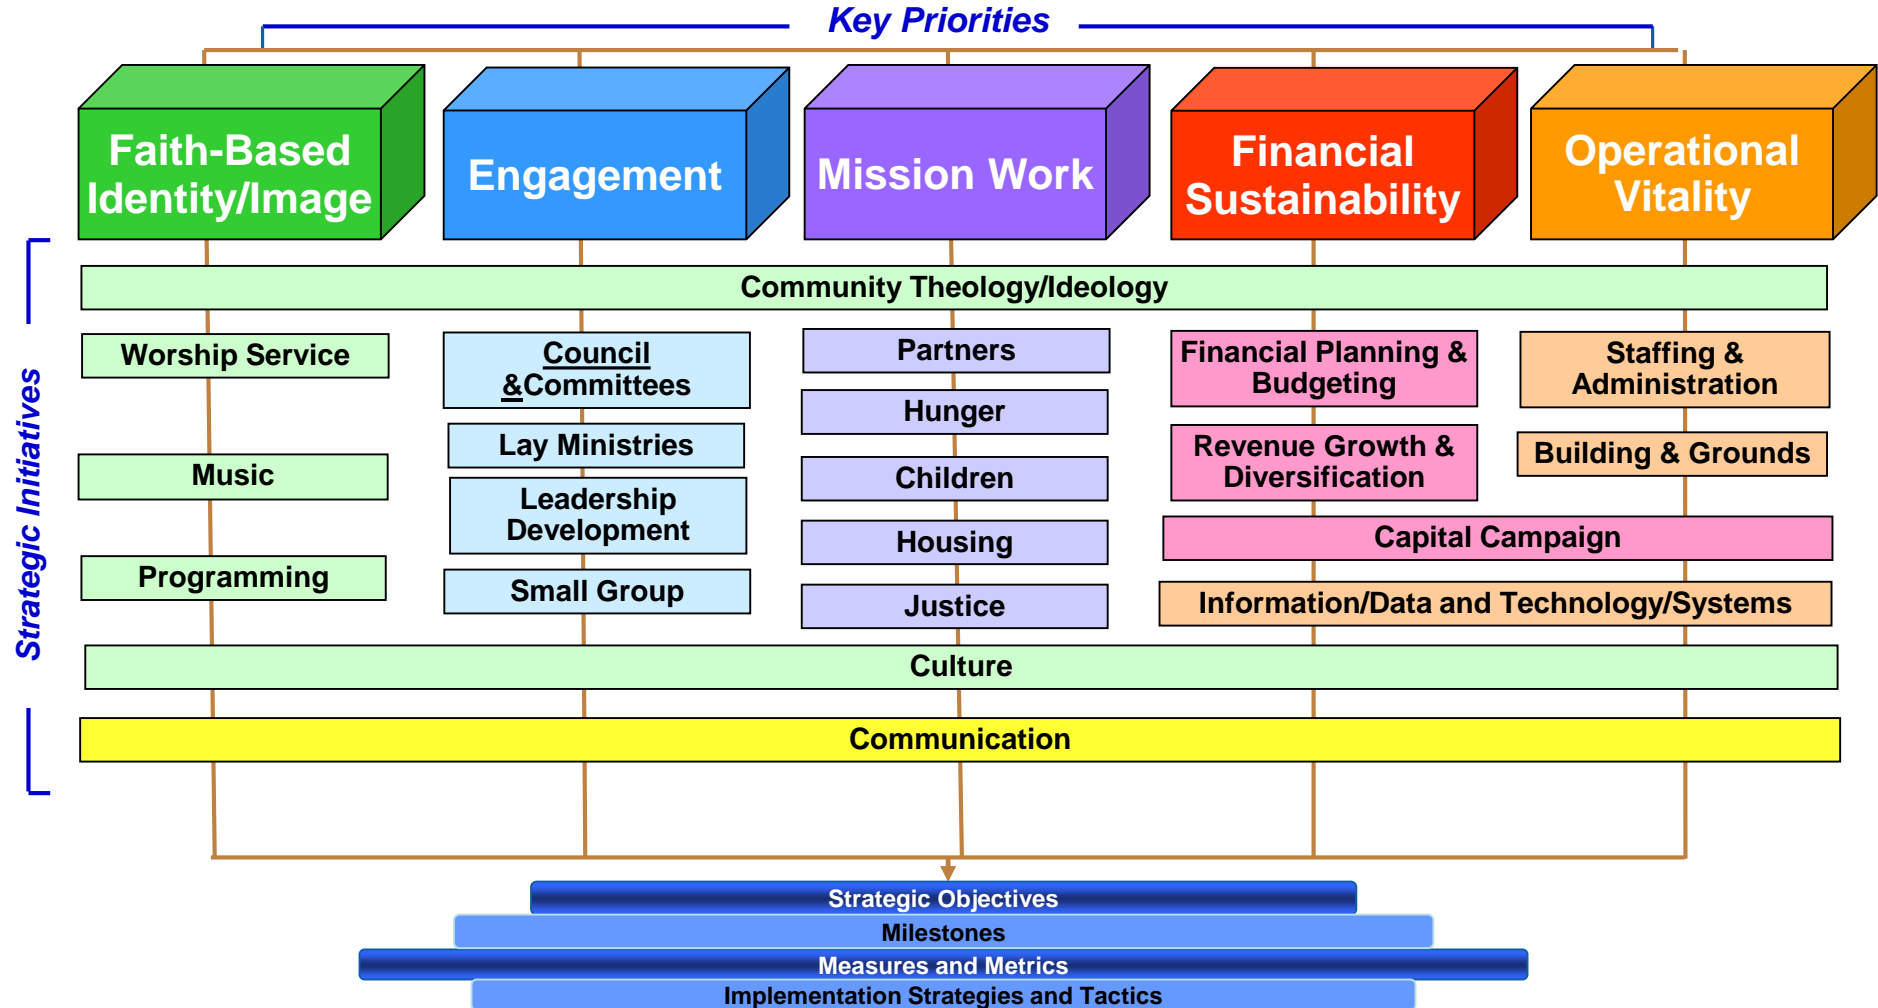 Key Priorities
Faith-Based
Identity/Image
Engagement
Mission Work
Financial
Sustainability
Operational
Vitality
Strategic Initiatives
Community Theology/Ideology
Worship Service
Music
Programming
Council
&Committees
Lay Ministries
Leadership
Development
Small Group
Partners
Hunger
Children
Housing
Justice
Financial Planning &
Budgeting
Revenue Growth &
Diversification
Staffing &
Administration
Building & Grounds
Capital Campaign
Information/Data and Technology/Systems
Culture
Communication
Strategic Objectives
Milestones
Measures and Metrics
Implementation Strategies and Tactics